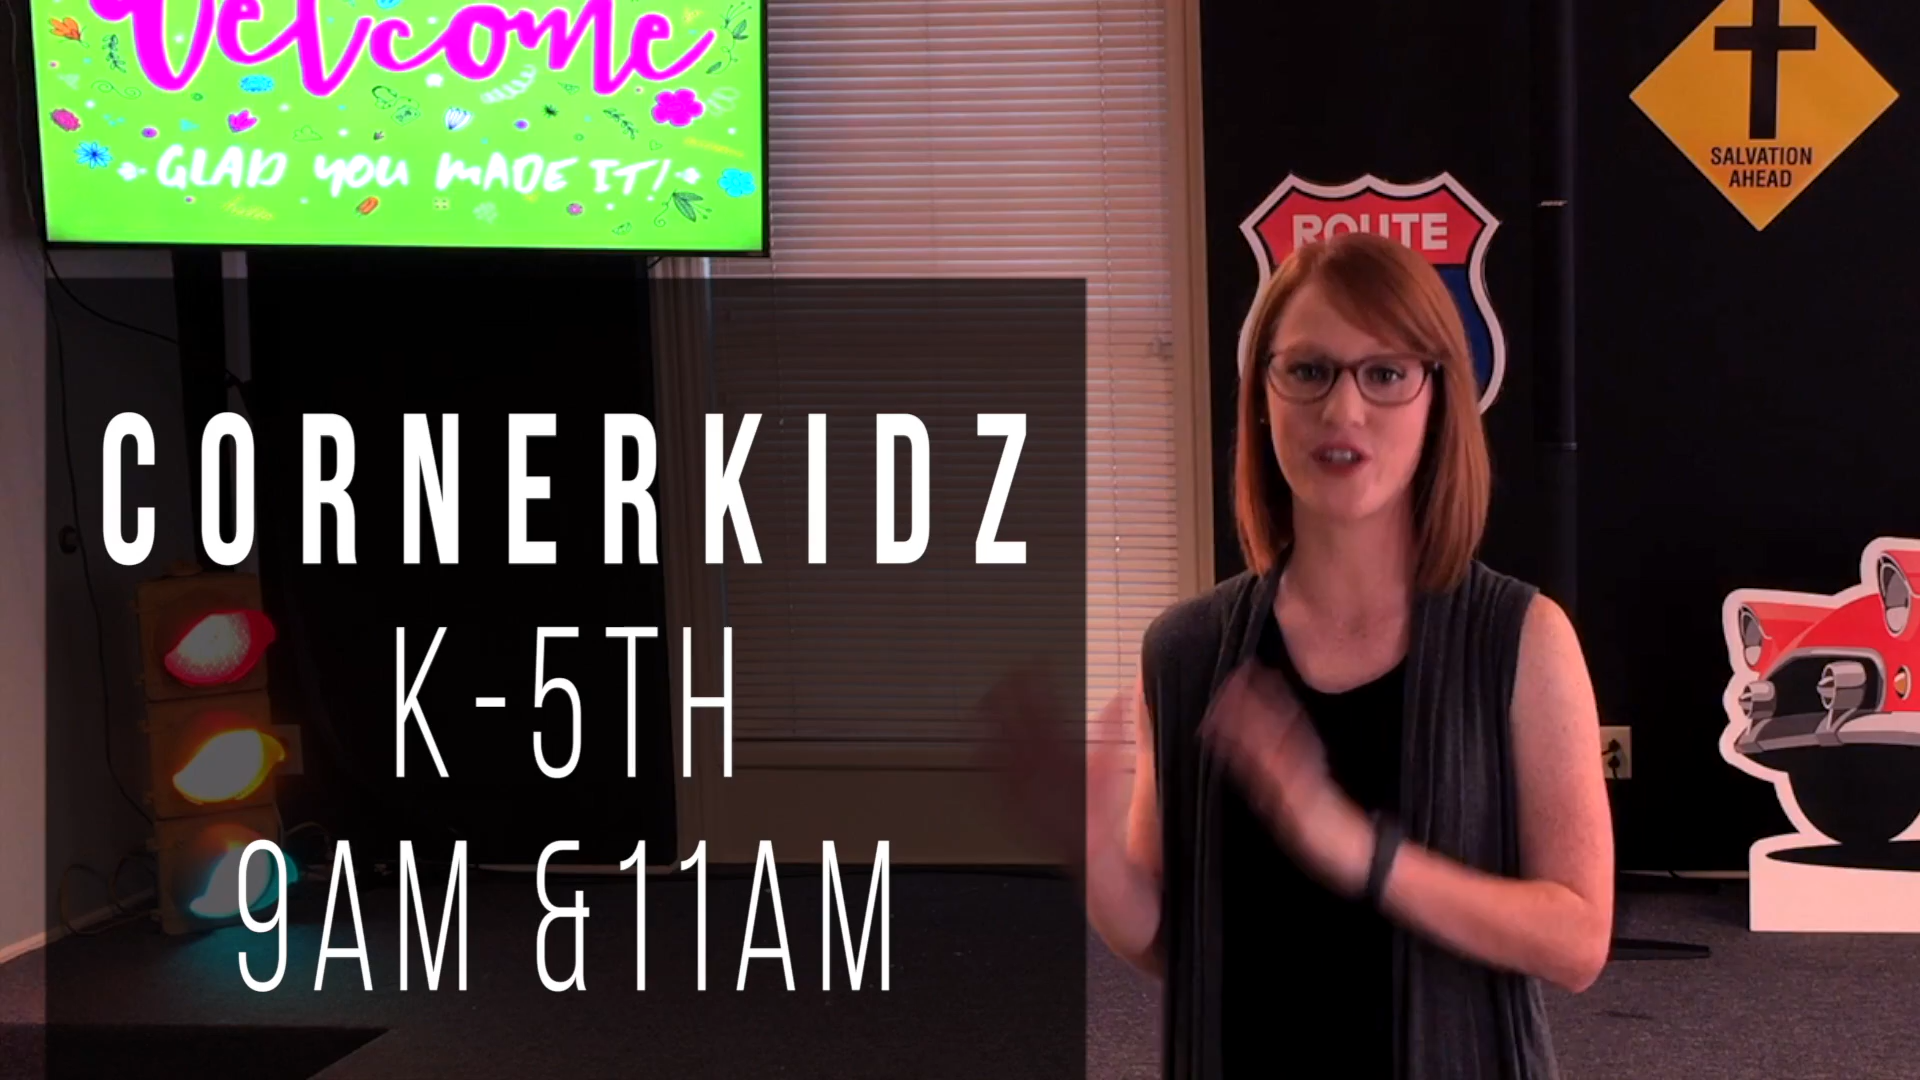 Welcome
GLAD YOU MADE IT!
SALVATION
AHEAD
ROUTE
CORNERKIDZ
K-5TH
9AM &11AM